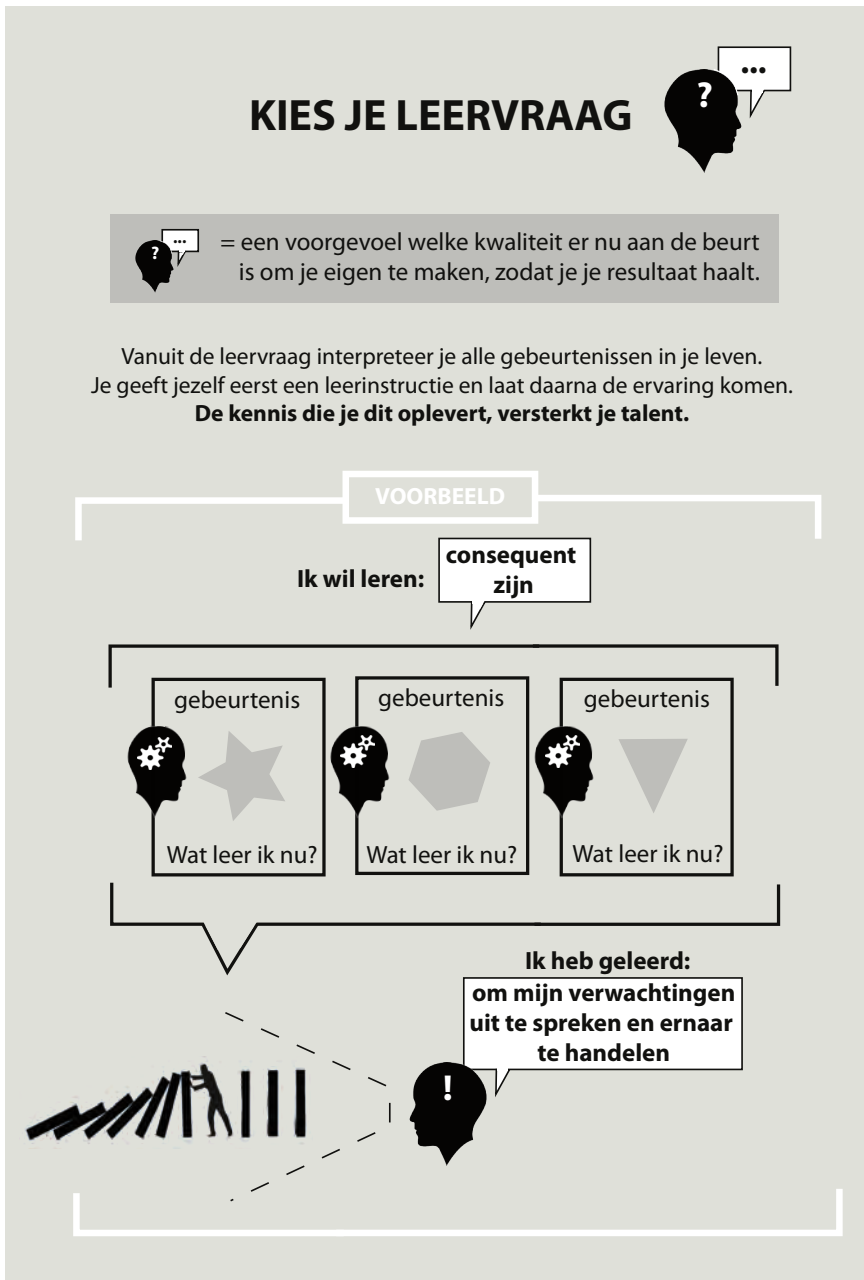 ...
?
KIES JE LEERVRAAG
...
?
= een voorgevoel welke kwaliteit er nu aan de beurt
is om je eigen te maken, zodat je je resultaat haalt.
Vanuit de leervraag interpreteer je alle gebeurtenissen in je leven.
Je geeft jezelf eerst een leerinstructie en laat daarna de ervaring komen.
De kennis die je dit oplevert, versterkt je talent.
VOORBEELD
Ik wil leren:
consequent
zijn
gebeurtenis
Wat leer ik nu?
gebeurtenis
Wat leer ik nu?
gebeurtenis
Wat leer ik nu?
Ik heb geleerd:
om mijn verwachtingen
uit te spreken en ernaar
te handelen
!